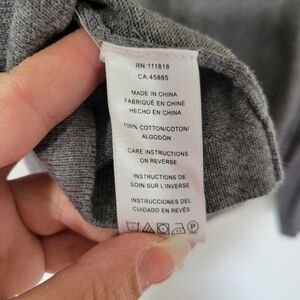 RN: 111818
CA: 45885
MADE IN CHINA
FABRIQUÉ EN CHINE
HECHO EN CHINA
100% COTTON/COTON/
ALGODÓN
CARE INSTRUCTIONS
ON REVERSE
INSTRUCTIONS DE
SOIN SUR L'INVERSE
INSTRUCCIONES DEL
CUIDADO EN REVÉS